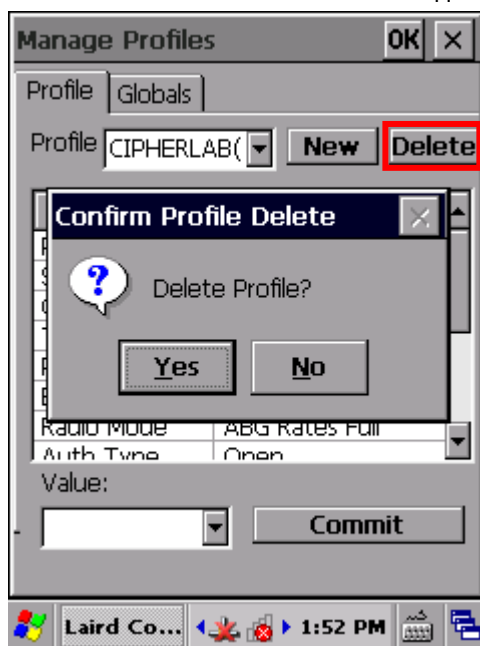 Manage Profiles OK ×
Profile Globals
Profile CIPHERLAB( New Delete
Confirm Profile Delete ×
Delete Profile?
Yes No
Radio Mode ABG Rates Full
Auth Type Open
Value:
Commit
Laird Co... 1:52 PM